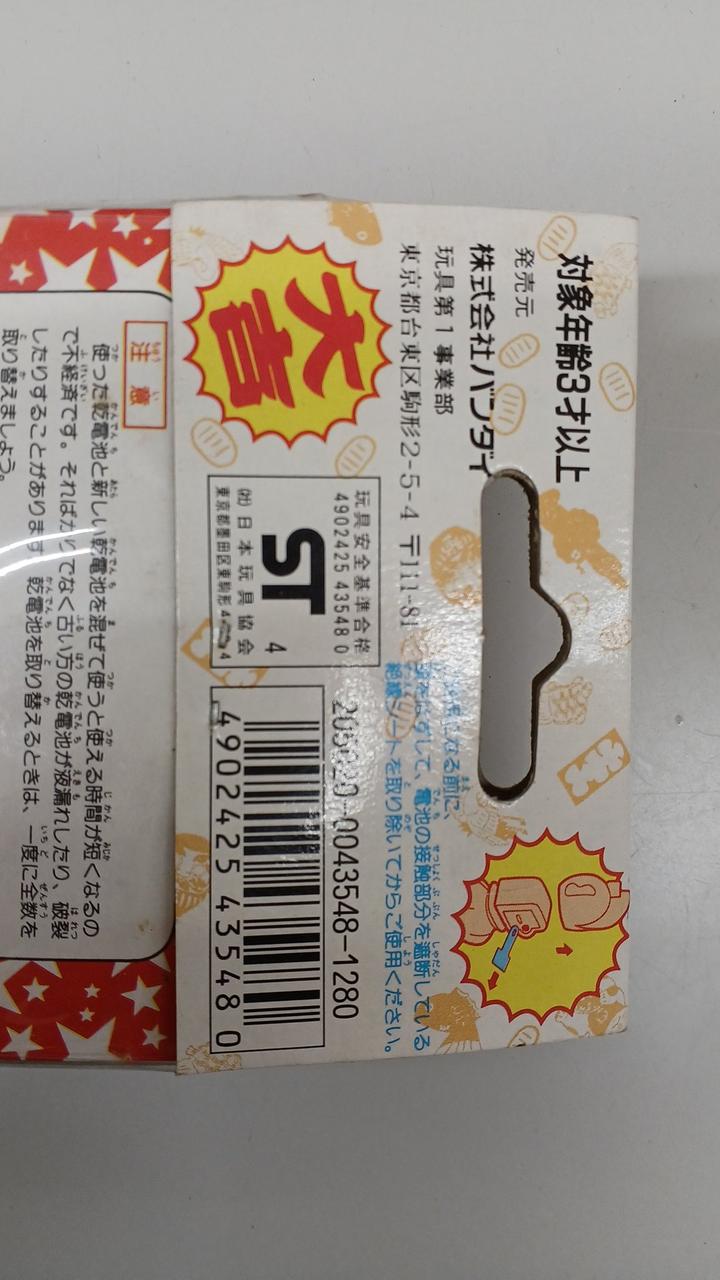 対象年齢3才以上
発売元
株式会社バンダイ
玩具第1事業部
東京都台東区駒形2-5-4 〒111-81
になる前に、
頭をはずして、電池の接触部分を遮断している
絶縁シートを取り除いてからご使用ください。
大吉
玩具安全基準合格
4902425 43548 0
ST 4
(社)日本玩具協会
東京都墨田区東駒形4
0043548-1280
4 902425 435480
注意
使った乾電池と新しい乾電池を混ぜて使うと使える時間が短くなるの
で不経済です。そればかりでなく古い方の乾電池が液漏れしたり、破裂
したりすることがあります。乾電池を取り替えるときは、一度に全数を
取り替えましょう。